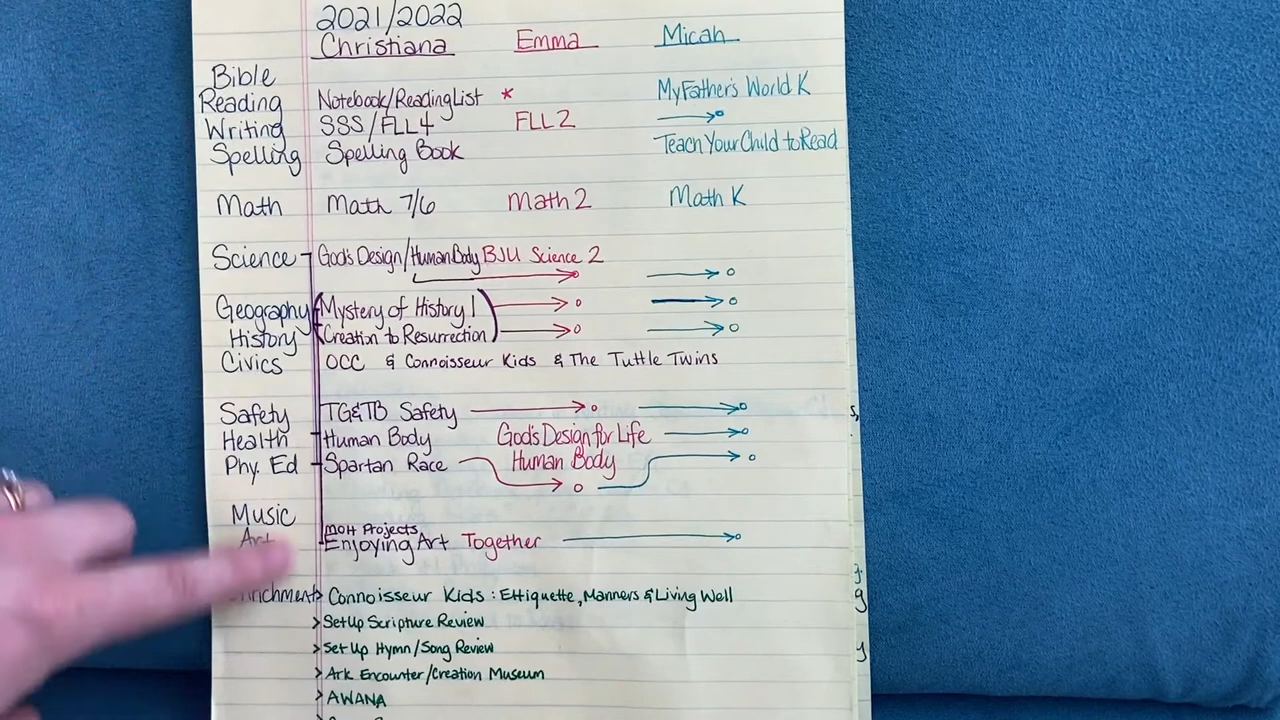 2021/2022
Christiana Emma Micah
Bible
Reading Notebook/Reading List * My Father's World K
Writing SSS/FLL4 FLL 2
Spelling Spelling Book Teach Your Child to Read
Math Math 7/6 Math 2 Math K
Science God's Design/Human Body BJU Science 2
Geography Mystery of History 1
History Creation to Resurrection
Civics OCC & Connoisseur Kids & The Tuttle Twins
Safety TG&TB Safety
Health Human Body God's Design for Life
Phy. Ed Spartan Race Human Body
Music
MOH Projects
Art Enjoying Art Together
Connoisseur Kids: Ettiquette, Manners & Living Well
> Set Up Scripture Review
> Set Up Hymn/Song Review
> Ark Encounter/Creation Museum
> AWANA